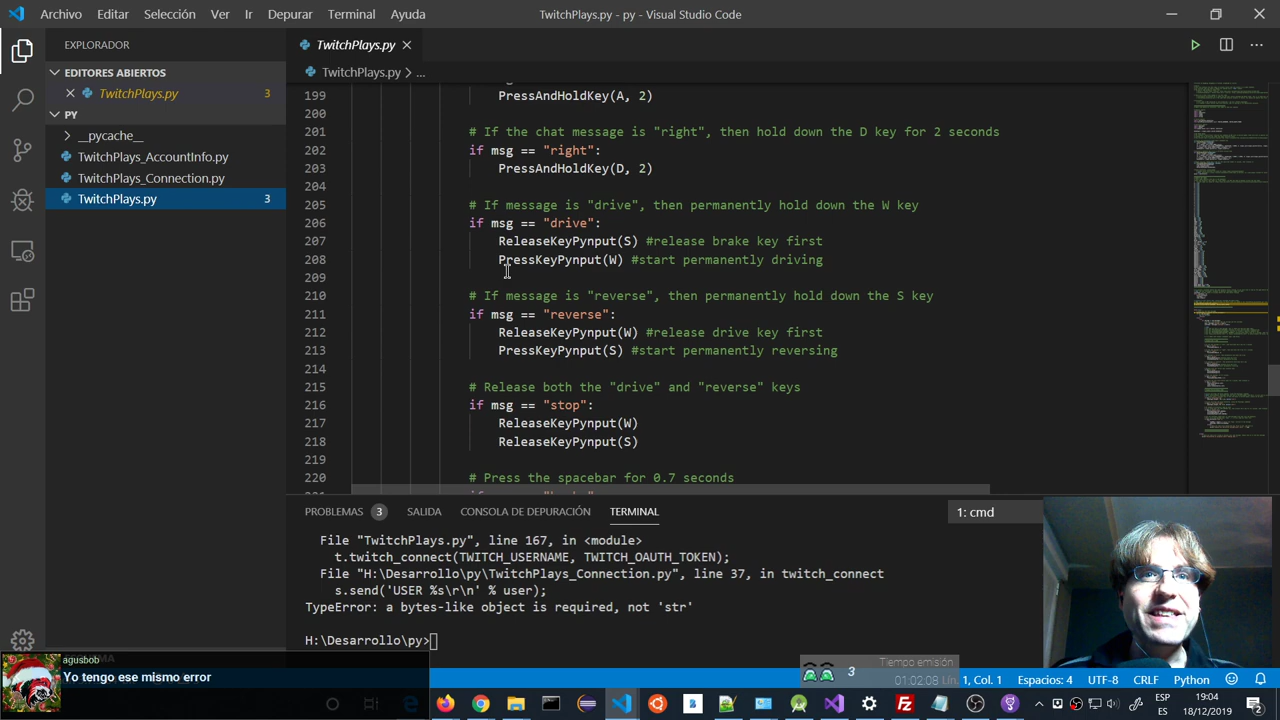 Archivo Editar Selección Ver Ir Depurar Terminal Ayuda
TwitchPlays.py - py - Visual Studio Code
EXPLORADOR
EDITORES ABIERTOS
TwitchPlays.py 3
PY
__pycache__
TwitchPlays_AccountInfo.py
TwitchPlays_Connection.py
TwitchPlays.py 3
TwitchPlays.py
TwitchPlays.py > ...
199 PressAndHoldKey(A, 2)
200
201 # If the chat message is "right", then hold down the D key for 2 seconds
202 if msg == "right":
203 PressAndHoldKey(D, 2)
204
205 # If message is "drive", then permanently hold down the W key
206 if msg == "drive":
207 ReleaseKeyPynput(S) #release brake key first
208 PressKeyPynput(W) #start permanently driving
209
210 # If message is "reverse", then permanently hold down the S key
211 if msg == "reverse":
212 ReleaseKeyPynput(W) #release drive key first
213 PressKeyPynput(S) #start permanently reversing
214
215 # Release both the "drive" and "reverse" keys
216 if msg == "stop":
217 ReleaseKeyPynput(W)
218 ReleaseKeyPynput(S)
219
220 # Press the spacebar for 0.7 seconds
PROBLEMAS 3 SALIDA CONSOLA DE DEPURACIÓN TERMINAL
1: cmd
File "TwitchPlays.py", line 167, in <module>
t.twitch_connect(TWITCH_USERNAME, TWITCH_OAUTH_TOKEN);
File "H:\Desarrollo\py\TwitchPlays_Connection.py", line 37, in twitch_connect
s.send('USER %s\r\n' % user);
TypeError: a bytes-like object is required, not 'str'
H:\Desarrollo\py>
agusbob
Yo tengo ese mismo error
3
Tiempo emisión
01:02:08
Lín. 1, Col. 1 Espacios: 4 UTF-8 CRLF Python
ESP
ES
19:04
18/12/2019
2